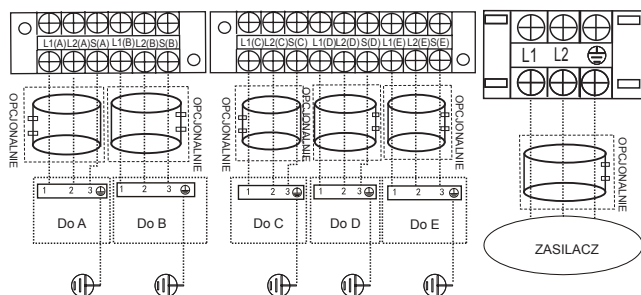 L1(A) L2(A) S(A) L1(B) L2(B) S(B)
L1(C) L2(C) S(C) L1(D) L2(D) S(D) L1(E) L2(E) S(E)
L1 L2
OPCJONALNIE
OPCJONALNIE
OPCJONALNIE
OPCJONALNIE
OPCJONALNIE
OPCJONALNIE
1 2 3
1 2 3
1 2 3
1 2 3
1 2 3
Do A
Do B
Do C
Do D
Do E
ZASILACZ